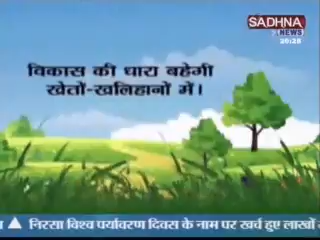 SADHNA
NEWS
20:28
विकास की धारा बहेगी
खेतों-खलिहानों में।
ा ▲ निरसा विश्व पर्यावरण दिवस के नाम पर खर्च हुए लाखों